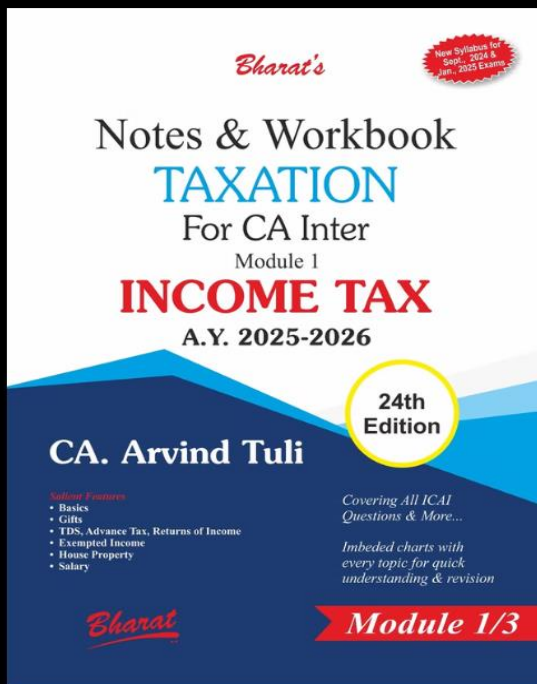 Bharat's
New Syllabus for
Sept., 2024 &
Jan., 2025 Exams
Notes & Workbook
TAXATION
For CA Inter
Module 1
INCOME TAX
A.Y. 2025-2026
24th
Edition
CA. Arvind Tuli
Salient Features
• Basics
• Gifts
• TDS, Advance Tax, Returns of Income
• Exempted Income
• House Property
• Salary
Covering All ICAI
Questions & More...
Imbeded charts with
every topic for quick
understanding & revision
Bharat
Module 1/3